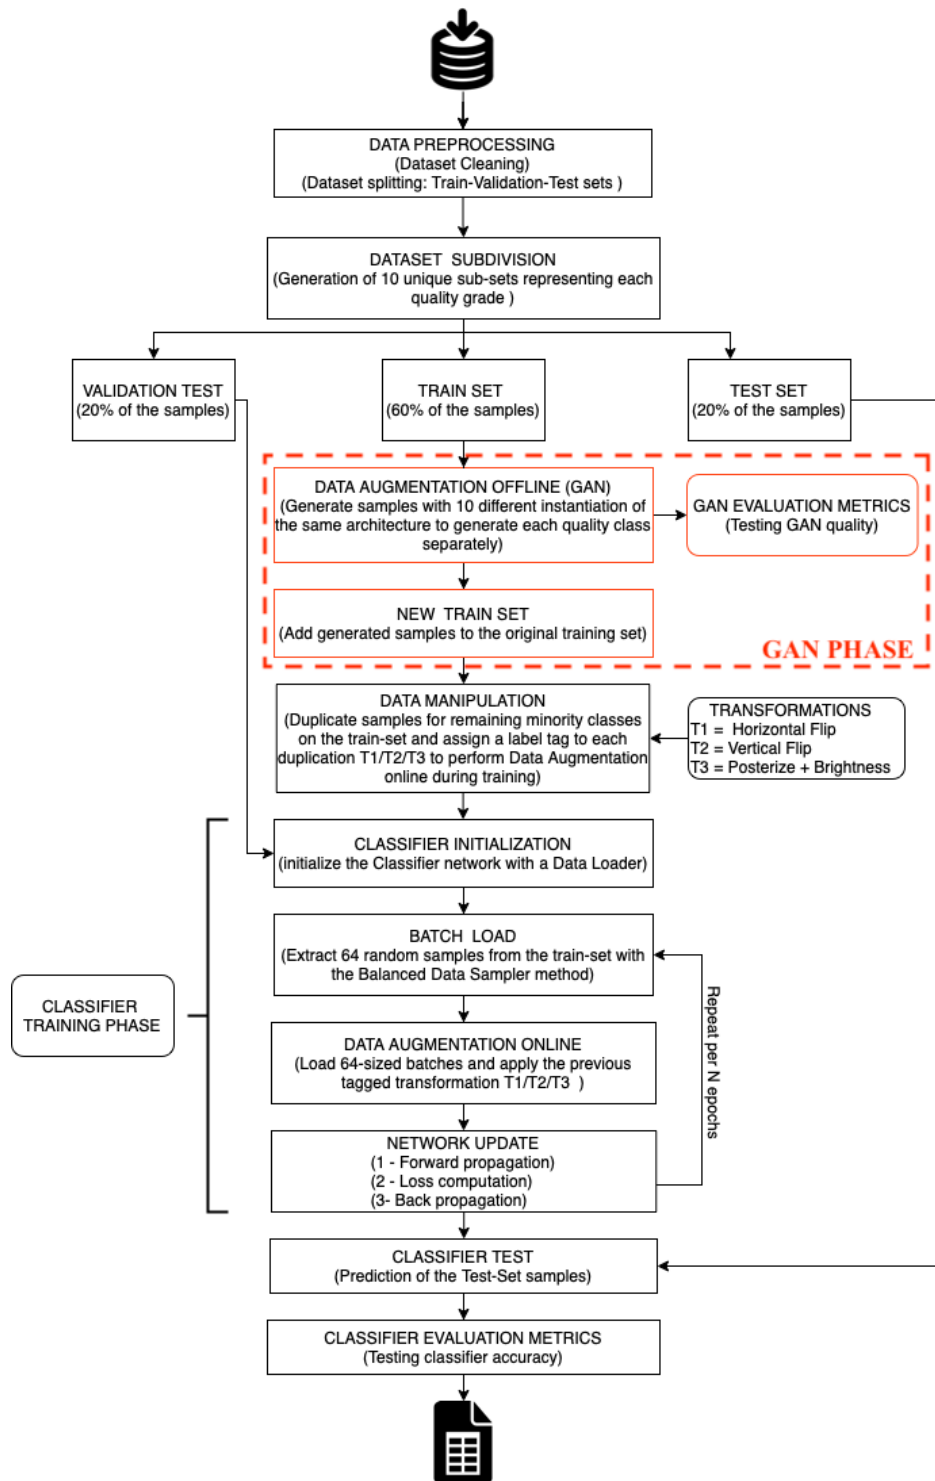 DATA PREPROCESSING
(Dataset Cleaning)
(Dataset splitting: Train-Validation-Test sets )
DATASET SUBDIVISION
(Generation of 10 unique sub-sets representing each
quality grade )
VALIDATION TEST
(20% of the samples)
TRAIN SET
(60% of the samples)
TEST SET
(20% of the samples)
DATA AUGMENTATION OFFLINE (GAN)
(Generate samples with 10 different instantiation of
the same architecture to generate each quality class
separately)
GAN EVALUATION METRICS
(Testing GAN quality)
NEW TRAIN SET
(Add generated samples to the original training set)
GAN PHASE
DATA MANIPULATION
(Duplicate samples for remaining minority classes
on the train-set and assign a label tag to each
duplication T1/T2/T3 to perform Data Augmentation
online during training)
TRANSFORMATIONS
T1 = Horizontal Flip
T2 = Vertical Flip
T3 = Posterize + Brightness
CLASSIFIER INITIALIZATION
(initialize the Classifier network with a Data Loader)
BATCH LOAD
(Extract 64 random samples from the train-set with
the Balanced Data Sampler method)
CLASSIFIER
TRAINING PHASE
Repeat per N epochs
DATA AUGMENTATION ONLINE
(Load 64-sized batches and apply the previous
tagged transformation T1/T2/T3 )
NETWORK UPDATE
(1 - Forward propagation)
(2 - Loss computation)
(3- Back propagation)
CLASSIFIER TEST
(Prediction of the Test-Set samples)
CLASSIFIER EVALUATION METRICS
(Testing classifier accuracy)